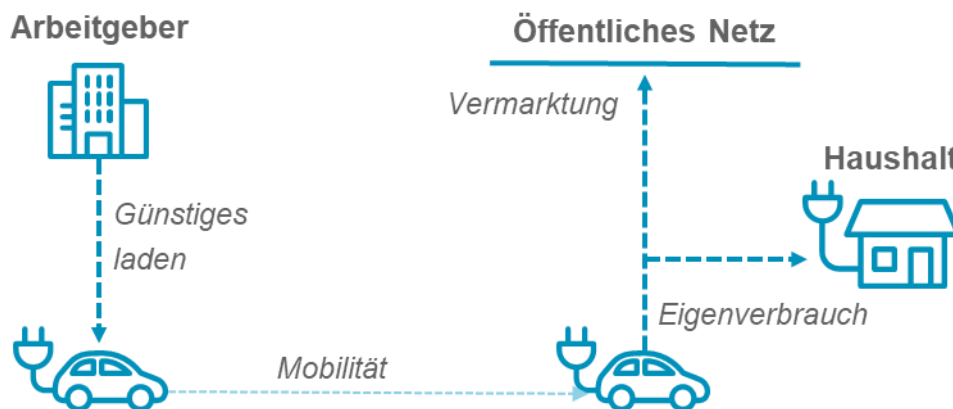 Arbeitgeber
Öffentliches Netz
Vermarktung
Haushalt
Günstiges
laden
Eigenverbrauch
Mobilität